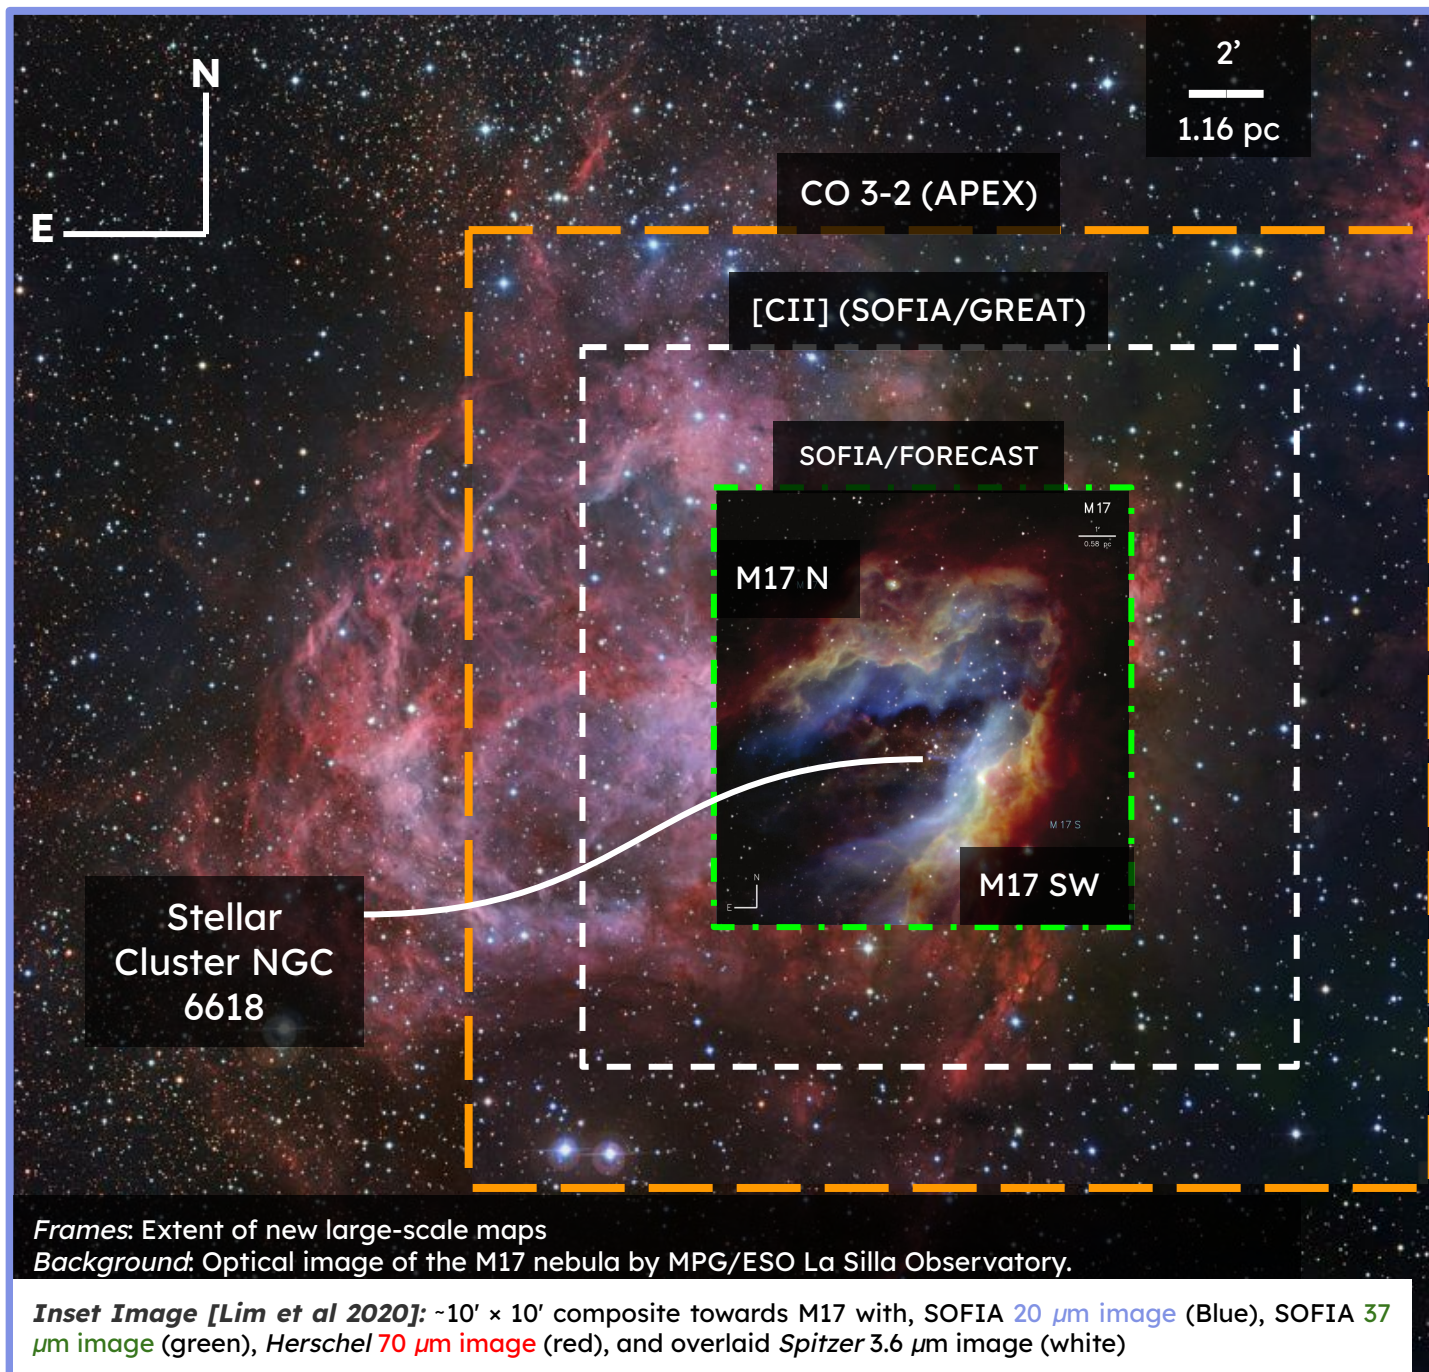 N
E
2’
1.16 pc
CO 3-2 (APEX)
[CII] (SOFIA/GREAT)
SOFIA/FORECAST
M17
1'
0.58 pc
M17 N
M17 S
N
E
M17 SW
Stellar
Cluster NGC
6618
Frames: Extent of new large-scale maps
Background: Optical image of the M17 nebula by MPG/ESO La Silla Observatory.
Inset Image [Lim et al 2020]: ~10' × 10' composite towards M17 with, SOFIA 20 μm image (Blue), SOFIA 37
μm image (green), Herschel 70 μm image (red), and overlaid Spitzer 3.6 μm image (white)